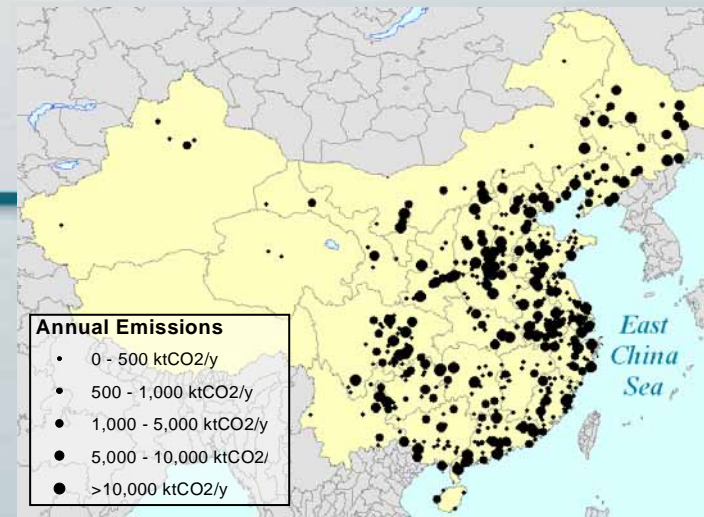 Annual Emissions
0 - 500 ktCO2/y
500 - 1,000 ktCO2/y
1,000 - 5,000 ktCO2/y
5,000 - 10,000 ktCO2/
>10,000 ktCO2/y
East
China
Sea